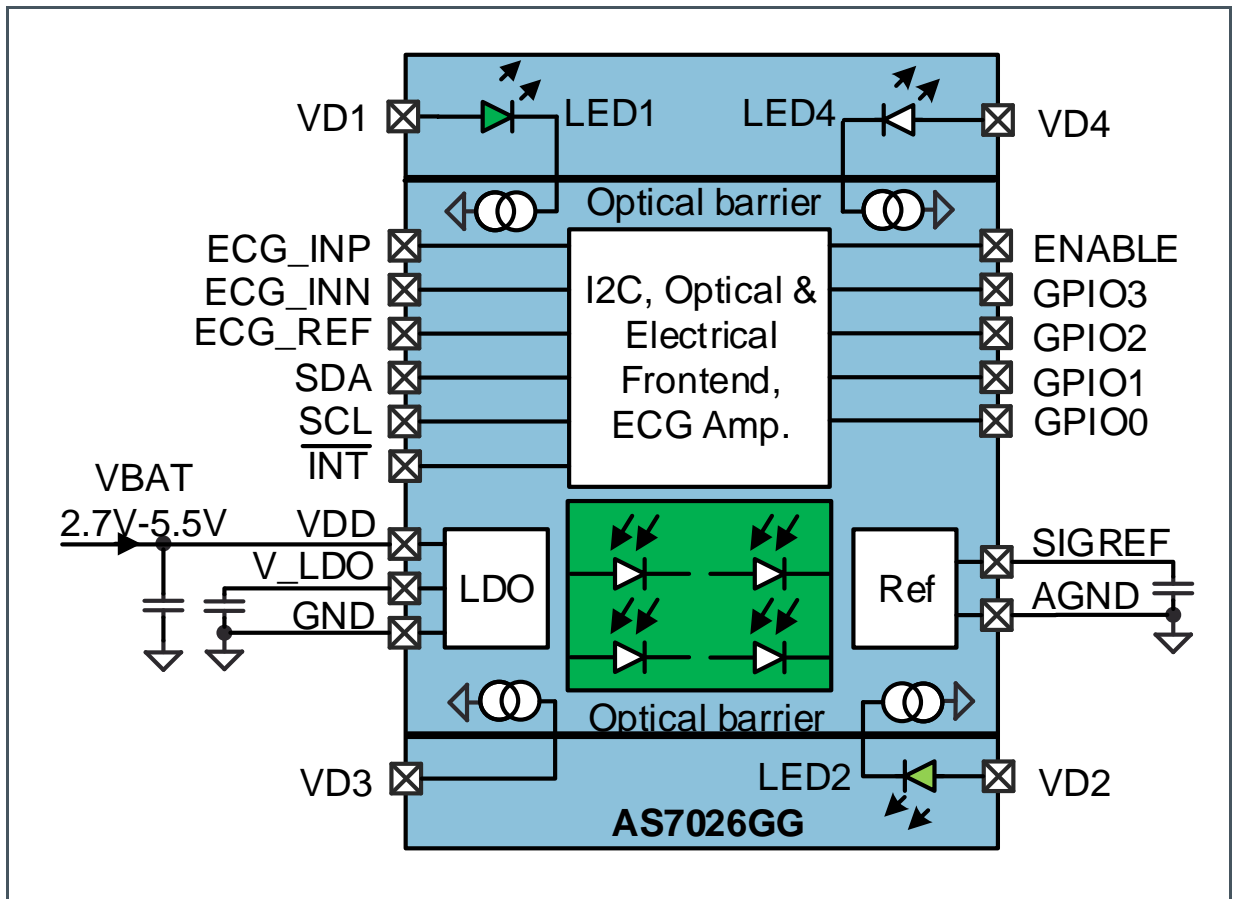 VD1
LED1
LED4
VD4
Optical barrier
ECG_INP
ECG_INN
ECG_REF
SDA
SCL
INT
I2C, Optical &
Electrical
Frontend,
ECG Amp.
ENABLE
GPIO3
GPIO2
GPIO1
GPIO0
VBAT
2.7V-5.5V
VDD
V_LDO
GND
LDO
Ref
SIGREF
AGND
Optical barrier
VD3
LED2
VD2
AS7026GG